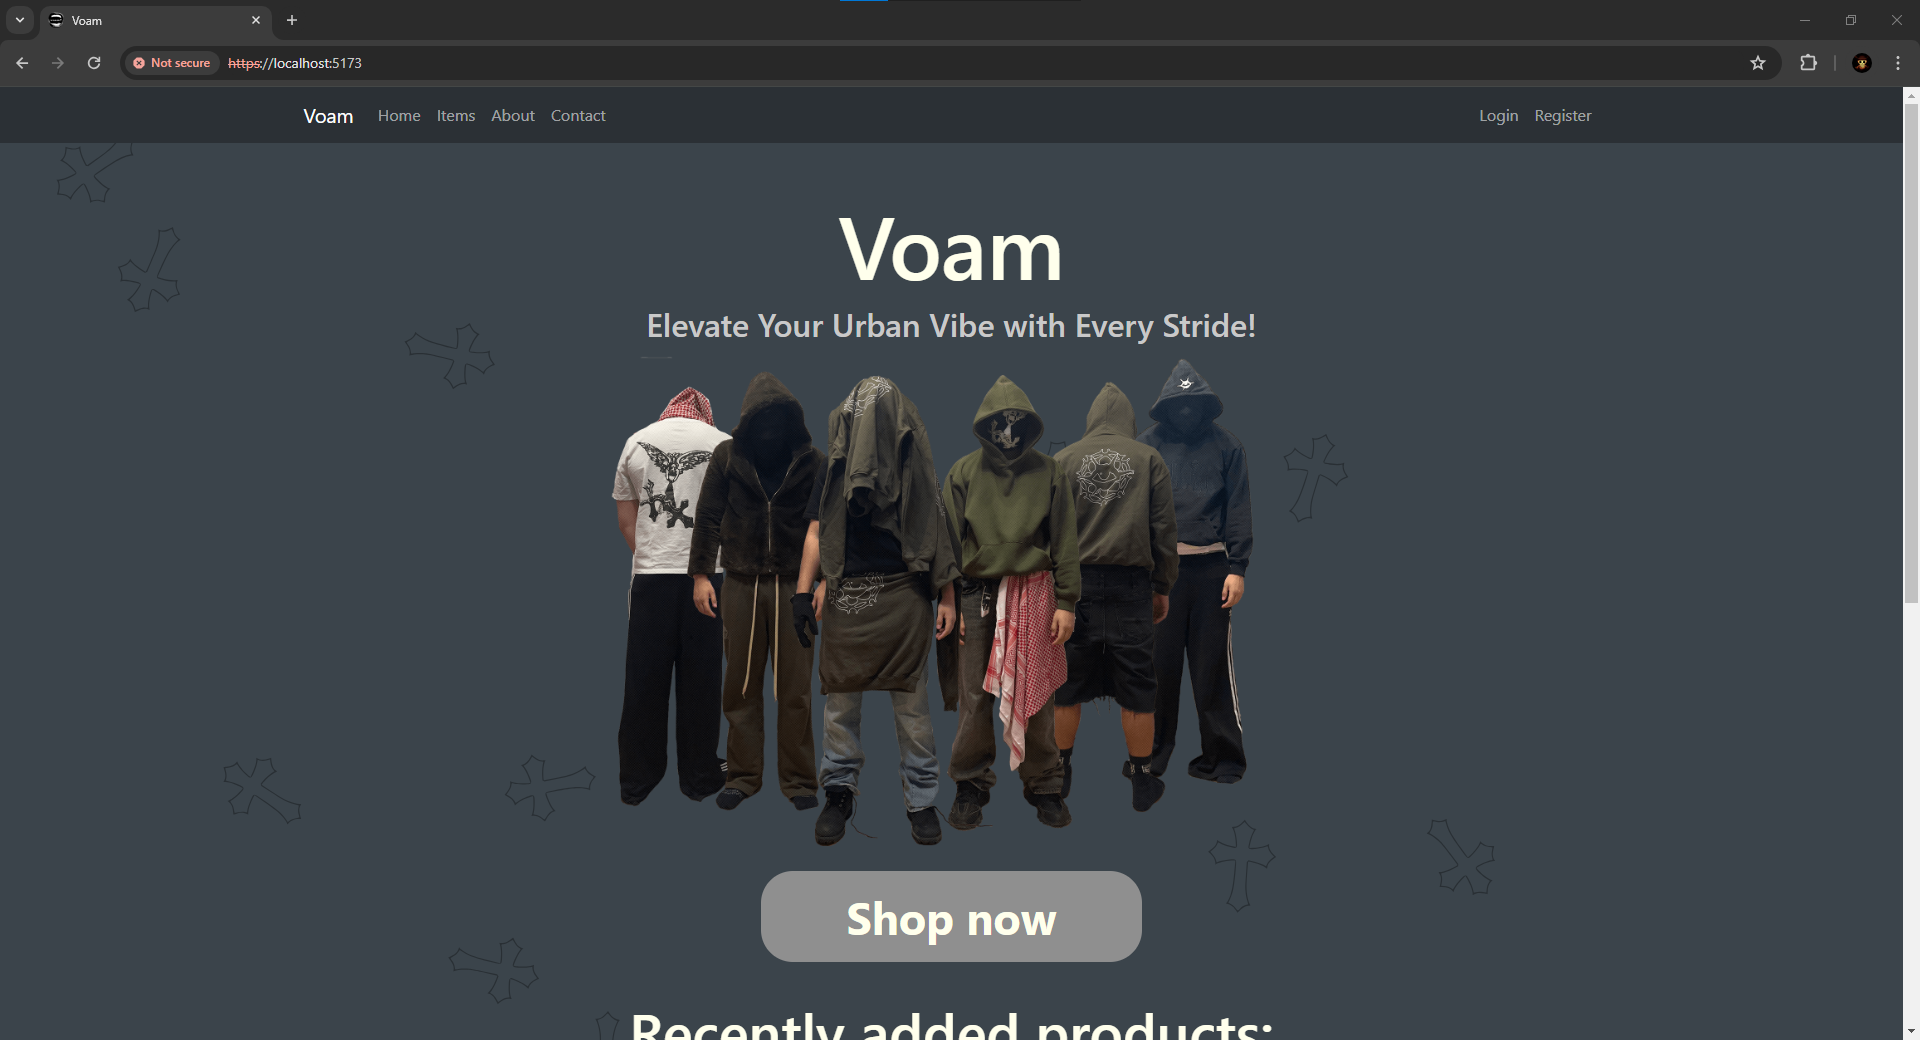 Voam
Not secure https://localhost:5173
Voam Home Items About Contact Login Register
Voam
Elevate Your Urban Vibe with Every Stride!
Shop now
Recently added products: